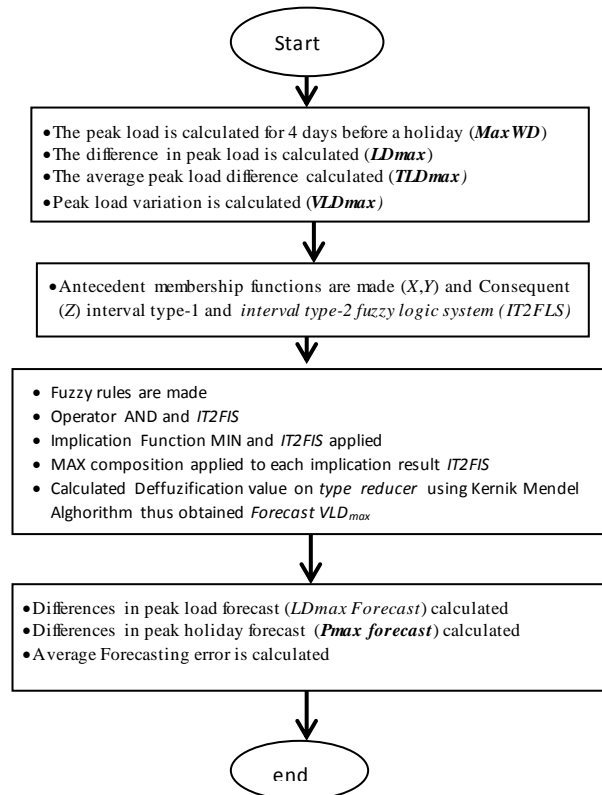 Start
•The peak load is calculated for 4 days before a holiday (MaxWD)
•The difference in peak load is calculated (LDmax)
•The average peak load difference calculated (TLDmax)
•Peak load variation is calculated (VLDmax)
•Antecedent membership functions are made (X,Y) and Consequent
(Z) interval type-1 and interval type-2 fuzzy logic system (IT2FLS)
• Fuzzy rules are made
• Operator AND and IT2FIS
• Implication Function MIN and IT2FIS applied
• MAX composition applied to each implication result IT2FIS
• Calculated Deffuzification value on type reducer using Kernik Mendel
Alghorithm thus obtained Forecast VLDmax
•Differences in peak load forecast (LDmax Forecast) calculated
•Differences in peak holiday forecast (Pmax forecast) calculated
•Average Forecasting error is calculated
end